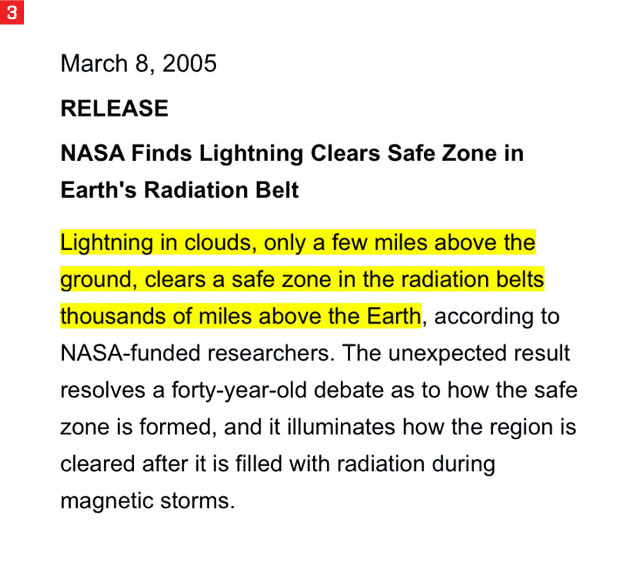 3
March 8, 2005
RELEASE
NASA Finds Lightning Clears Safe Zone in
Earth's Radiation Belt
Lightning in clouds, only a few miles above the
ground, clears a safe zone in the radiation belts
thousands of miles above the Earth, according to
NASA-funded researchers. The unexpected result
resolves a forty-year-old debate as to how the safe
zone is formed, and it illuminates how the region is
cleared after it is filled with radiation during
magnetic storms.